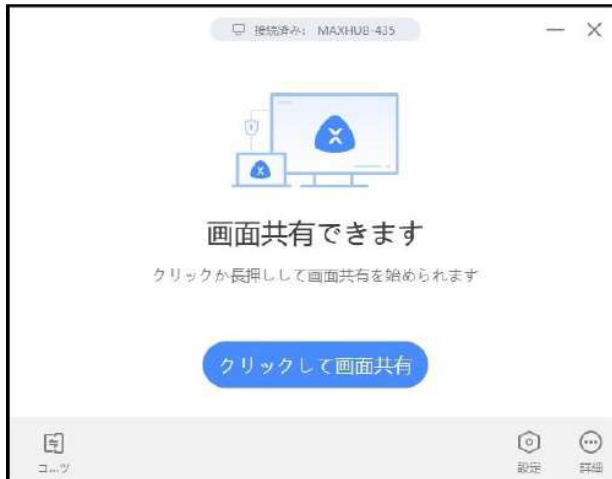 接続済み: MAXHUB-435
画面共有できます
クリックか長押しして画面共有を始められます
クリックして画面共有
コ...ツ
設定
詳細